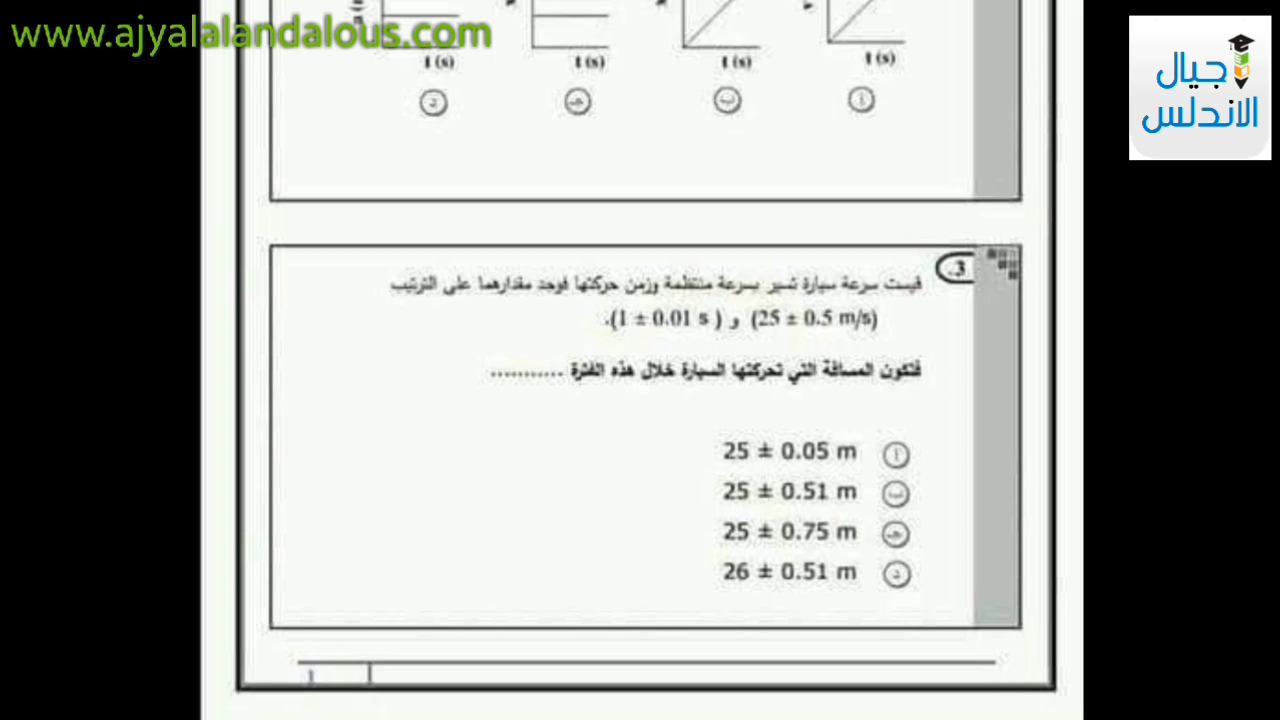 www.ajyalalandalous.com
جيال
الاندلس
t (s)
t (s)
t (s)
t (s)
أ
ب
جـ
د
3.
قيست سرعة سيارة تسير بسرعة منتظمة وزمن حركتها فوجد مقدارهما على الترتيب
(25 ± 0.5 m/s) و (1 ± 0.01 s).
فتكون المسافة التي تحركتها السيارة خلال هذه الفترة ...........
أ 25 ± 0.05 m
ب 25 ± 0.51 m
جـ 25 ± 0.75 m
د 26 ± 0.51 m